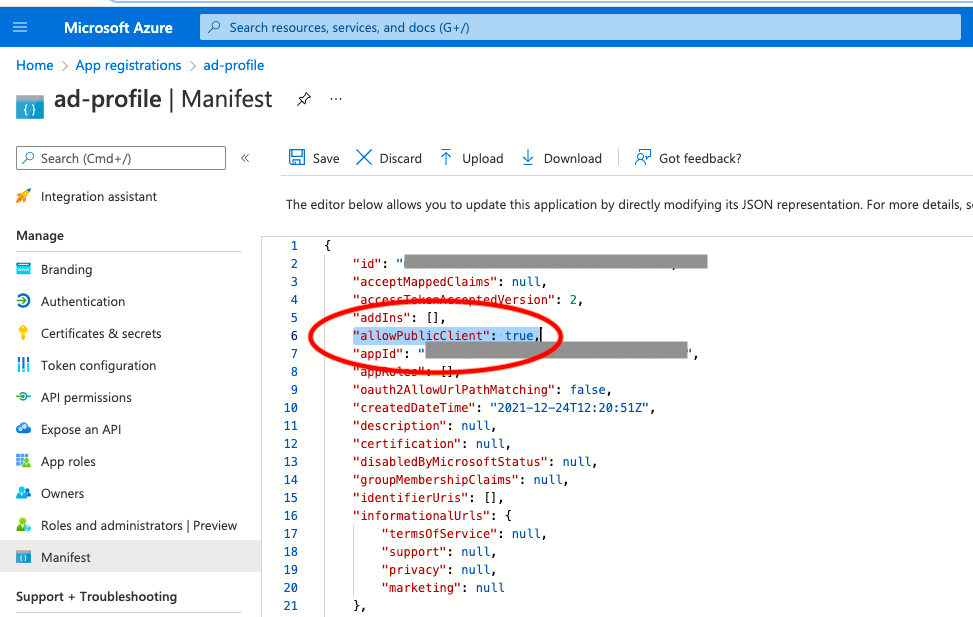 Microsoft Azure
Search resources, services, and docs (G+/)
Home > App registrations > ad-profile
ad-profile | Manifest ...
Search (Cmd+/) «
Integration assistant
Manage
Branding
Authentication
Certificates & secrets
Token configuration
API permissions
Expose an API
App roles
Owners
Roles and administrators | Preview
Manifest
Support + Troubleshooting
Save Discard Upload Download Got feedback?
The editor below allows you to update this application by directly modifying its JSON representation. For more details, s
1 {
2 "id": "
3 "acceptMappedClaims": null,
4 "accessTokenAcceptedVersion": 2,
5 "addIns": [],
6 "allowPublicClient": true,
7 "appId": " ",
8 "appRoles": [],
9 "oauth2AllowUrlPathMatching": false,
10 "createdDateTime": "2021-12-24T12:20:51Z",
11 "description": null,
12 "certification": null,
13 "disabledByMicrosoftStatus": null,
14 "groupMembershipClaims": null,
15 "identifierUris": [],
16 "informationalUrls": {
17 "termsOfService": null,
18 "support": null,
19 "privacy": null,
20 "marketing": null
21 },